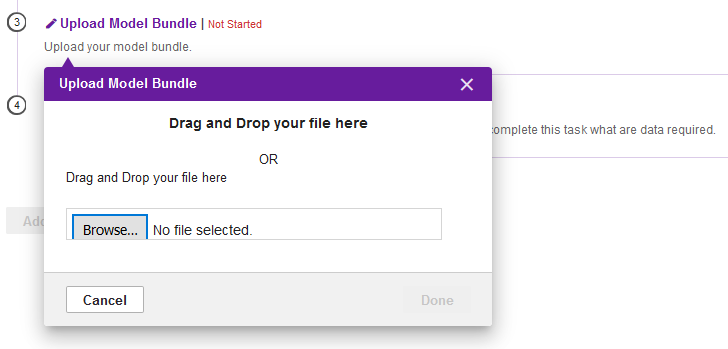 3
Upload Model Bundle | Not Started
Upload your model bundle.
Upload Model Bundle
4
Drag and Drop your file here
omplete this task what are data required.
OR
Drag and Drop your file here
Add
Browse... No file selected.
Cancel
Done